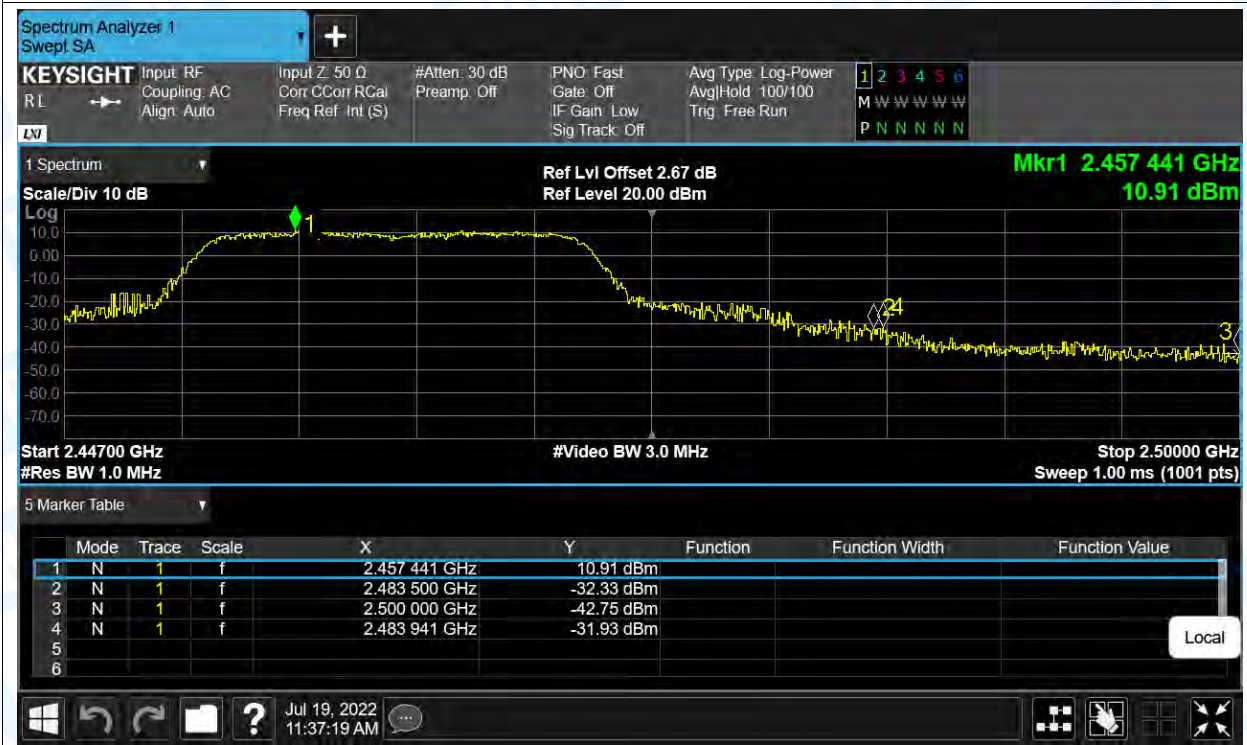 Spectrum Analyzer 1
Swept SA
+
KEYSIGHT
RL
LXI
Input: RF
Coupling: AC
Align: Auto
Input Z: 50 Ω
Corr CCorr RCal
Freq Ref: Int (S)
#Atten: 30 dB
Preamp: Off
PNO: Fast
Gate: Off
IF Gain: Low
Sig Track: Off
Avg Type: Log-Power
Avg|Hold: 100/100
Trig: Free Run
1 2 3 4 5 6
M W W W W W
P N N N N N
1 Spectrum
Scale/Div 10 dB
Ref Lvl Offset 2.67 dB
Ref Level 20.00 dBm
Mkr1 2.457 441 GHz
10.91 dBm
Log
10.0
0.00
-10.0
-20.0
-30.0
-40.0
-50.0
-60.0
-70.0
1
2 4
3
Start 2.44700 GHz
#Res BW 1.0 MHz
#Video BW 3.0 MHz
Stop 2.50000 GHz
Sweep 1.00 ms (1001 pts)
5 Marker Table
Mode Trace Scale X Y Function Function Width Function Value
1 N 1 f 2.457 441 GHz 10.91 dBm
2 N 1 f 2.483 500 GHz -32.33 dBm
3 N 1 f 2.500 000 GHz -42.75 dBm
4 N 1 f 2.483 941 GHz -31.93 dBm
5
6
Local
?
Jul 19, 2022
11:37:19 AM